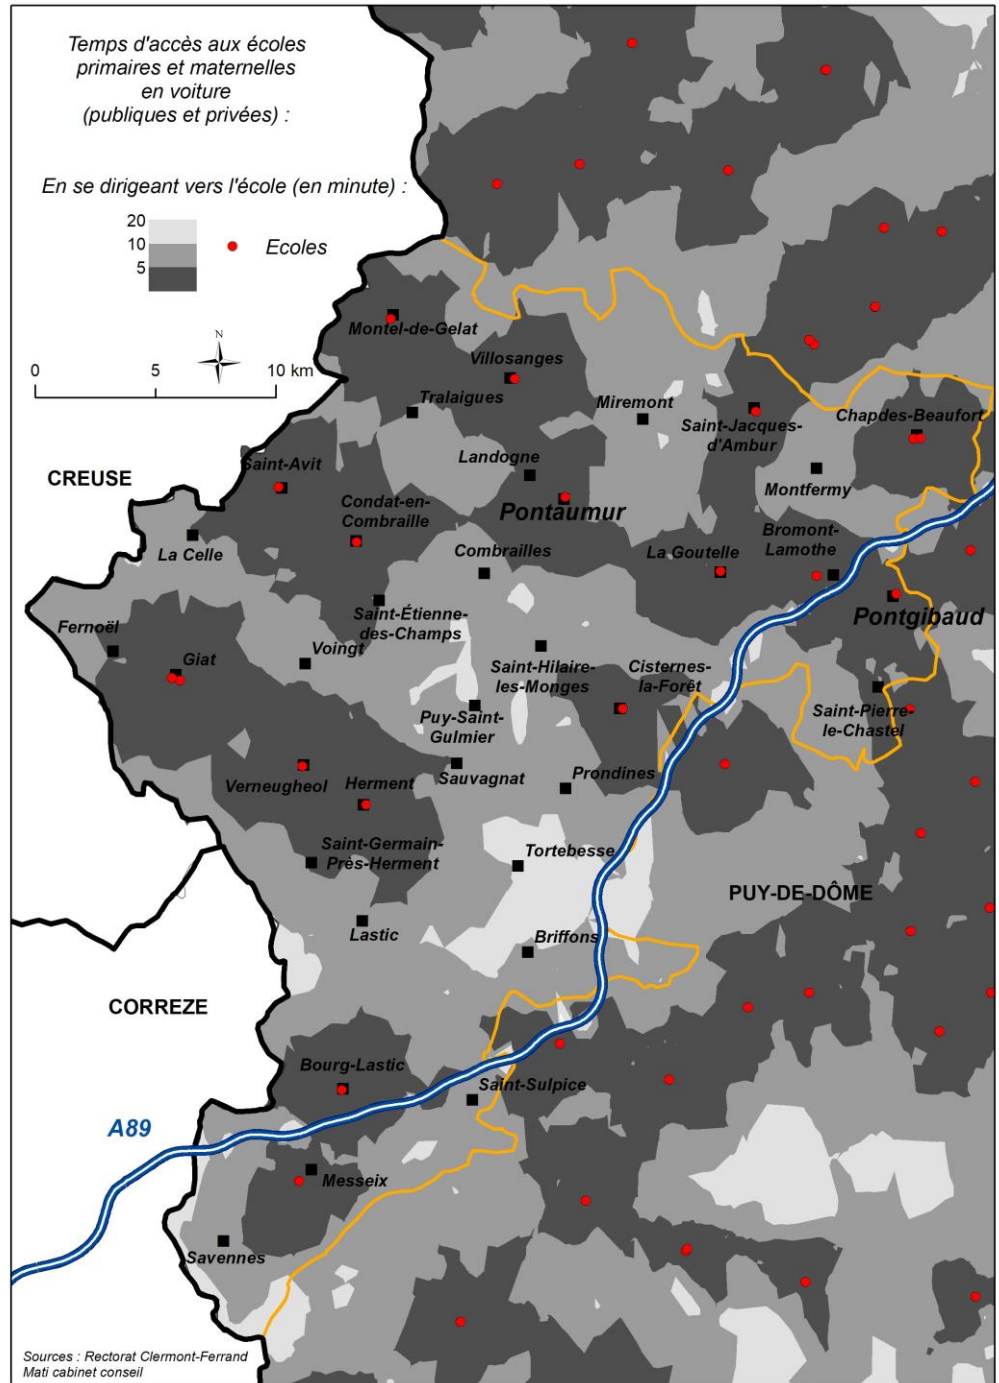 Temps d'accès aux écoles
primaires et maternelles
en voiture
(publiques et privées) :
En se dirigeant vers l'école (en minute) :
20
10
5
Ecoles
N
0 5 10 km
Montel-de-Gelat
Villosanges
Tralaigues
Miremont
Saint-Jacques-
d'Ambur
Chapdes-Beaufort
CREUSE
Saint-Avit
Landogne
Montfermy
Condat-en-
Combraille
Pontaumur
La Celle
Combrailles
La Goutelle
Bromont-
Lamothe
Fernoël
Saint-Étienne-
des-Champs
Pontgibaud
Giat
Voingt
Saint-Hilaire-
les-Monges
Cisternes-
la-Forêt
Puy-Saint-
Gulmier
Saint-Pierre-
le-Chastel
Sauvagnat
Prondines
Verneugheol
Herment
Saint-Germain-
Près-Herment
Tortebesse
PUY-DE-DÔME
Lastic
Briffons
CORREZE
Bourg-Lastic
Saint-Sulpice
A89
Messeix
Savennes
Sources : Rectorat Clermont-Ferrand
Mati cabinet conseil